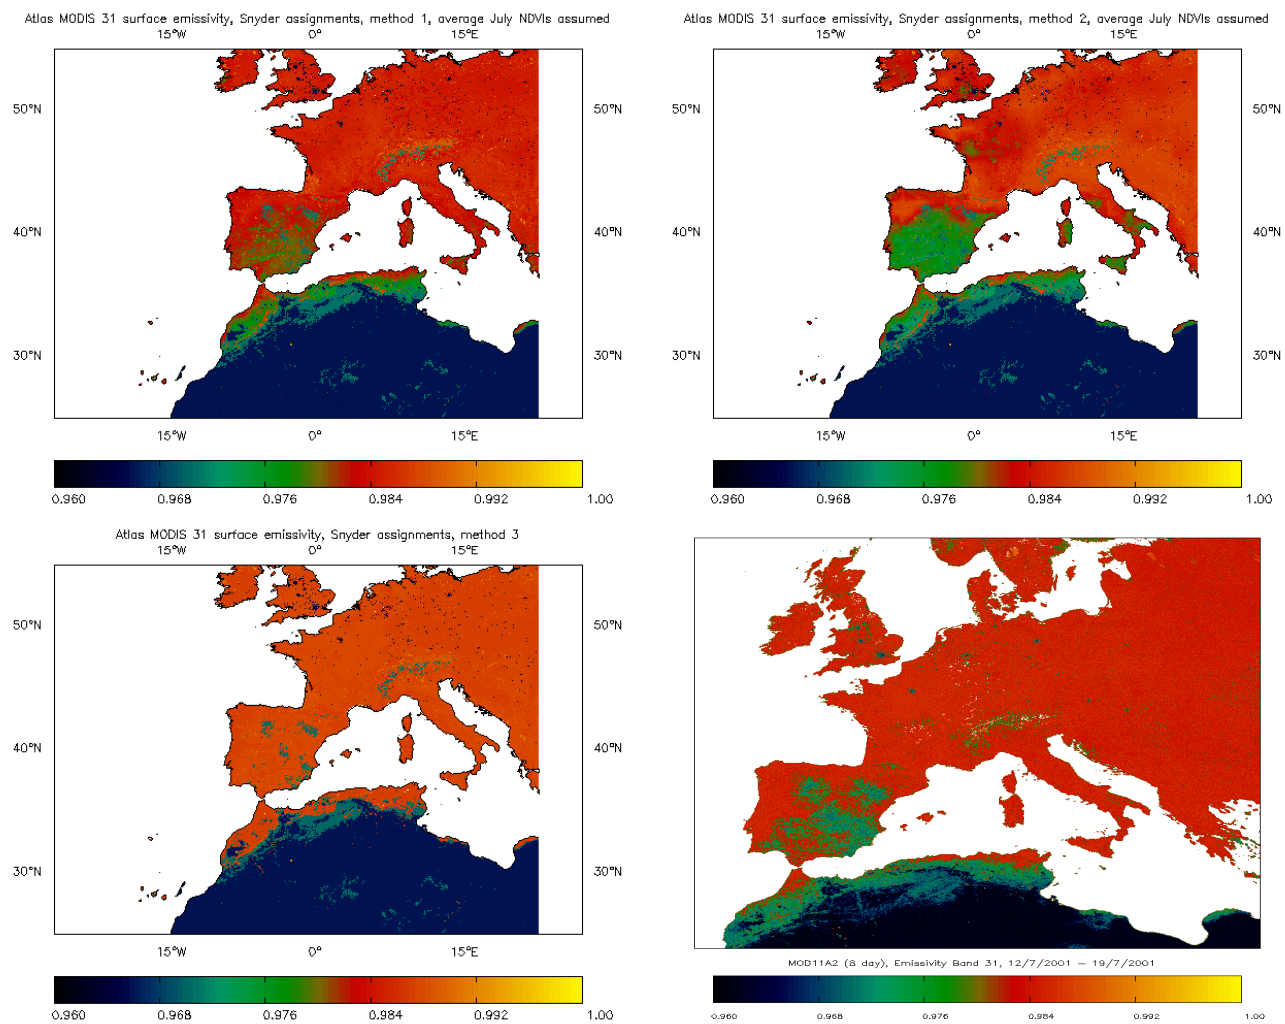 Atlas MODIS 31 surface emissivity, Snyder assignments, method 1, average July NDVIs assumed
15°W 0° 15°E
50°N 50°N
40°N 40°N
30°N 30°N
15°W 0° 15°E
0.960 0.968 0.976 0.984 0.992 1.00
Atlas MODIS 31 surface emissivity, Snyder assignments, method 2, average July NDVIs assumed
15°W 0° 15°E
50°N 50°N
40°N 40°N
30°N 30°N
15°W 0° 15°E
0.960 0.968 0.976 0.984 0.992 1.00
Atlas MODIS 31 surface emissivity, Snyder assignments, method 3
15°W 0° 15°E
50°N 50°N
40°N 40°N
30°N 30°N
15°W 0° 15°E
0.960 0.968 0.976 0.984 0.992 1.00
MOD11A2 (8 day), Emissivity Band 31, 12/7/2001 – 19/7/2001
0.960 0.968 0.976 0.984 0.992 1.00